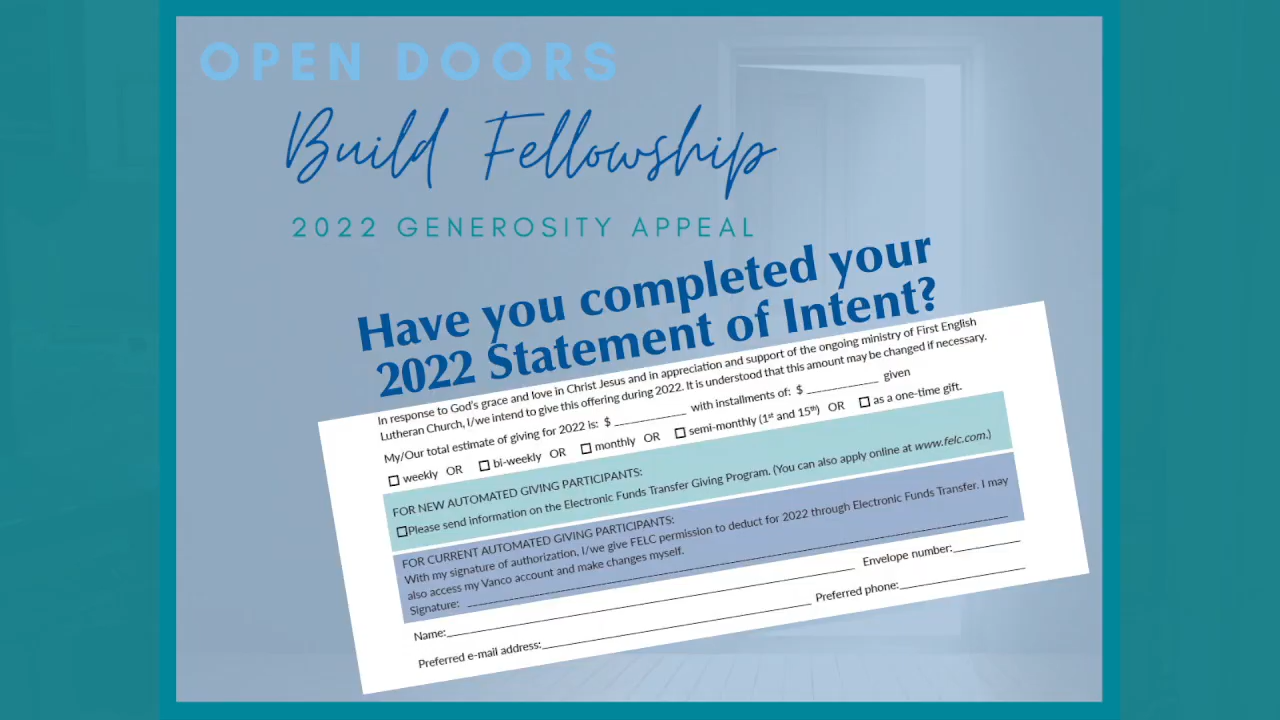 OPEN DOORS
Build Fellowship
2022 GENEROSITY APPEAL
Have you completed your
2022 Statement of Intent?
In response to God's grace and love in Christ Jesus and in appreciation and support of the ongoing ministry of First English
Lutheran Church, I/we intend to give this offering during 2022. It is understood that this amount may be changed if necessary.
My/Our total estimate of giving for 2022 is: $ ____________ with installments of: $ ____________ given
☐ weekly OR ☐ bi-weekly OR ☐ monthly OR ☐ semi-monthly (1st and 15th) OR ☐ as a one-time gift.
FOR NEW AUTOMATED GIVING PARTICIPANTS:
☐Please send information on the Electronic Funds Transfer Giving Program. (You can also apply online at www.felc.com.)
FOR CURRENT AUTOMATED GIVING PARTICIPANTS:
With my signature of authorization, I/we give FELC permission to deduct for 2022 through Electronic Funds Transfer. I may
also access my Vanco account and make changes myself.
Signature: ____________
Name:____________ Envelope number:____________
Preferred e-mail address:____________ Preferred phone:____________